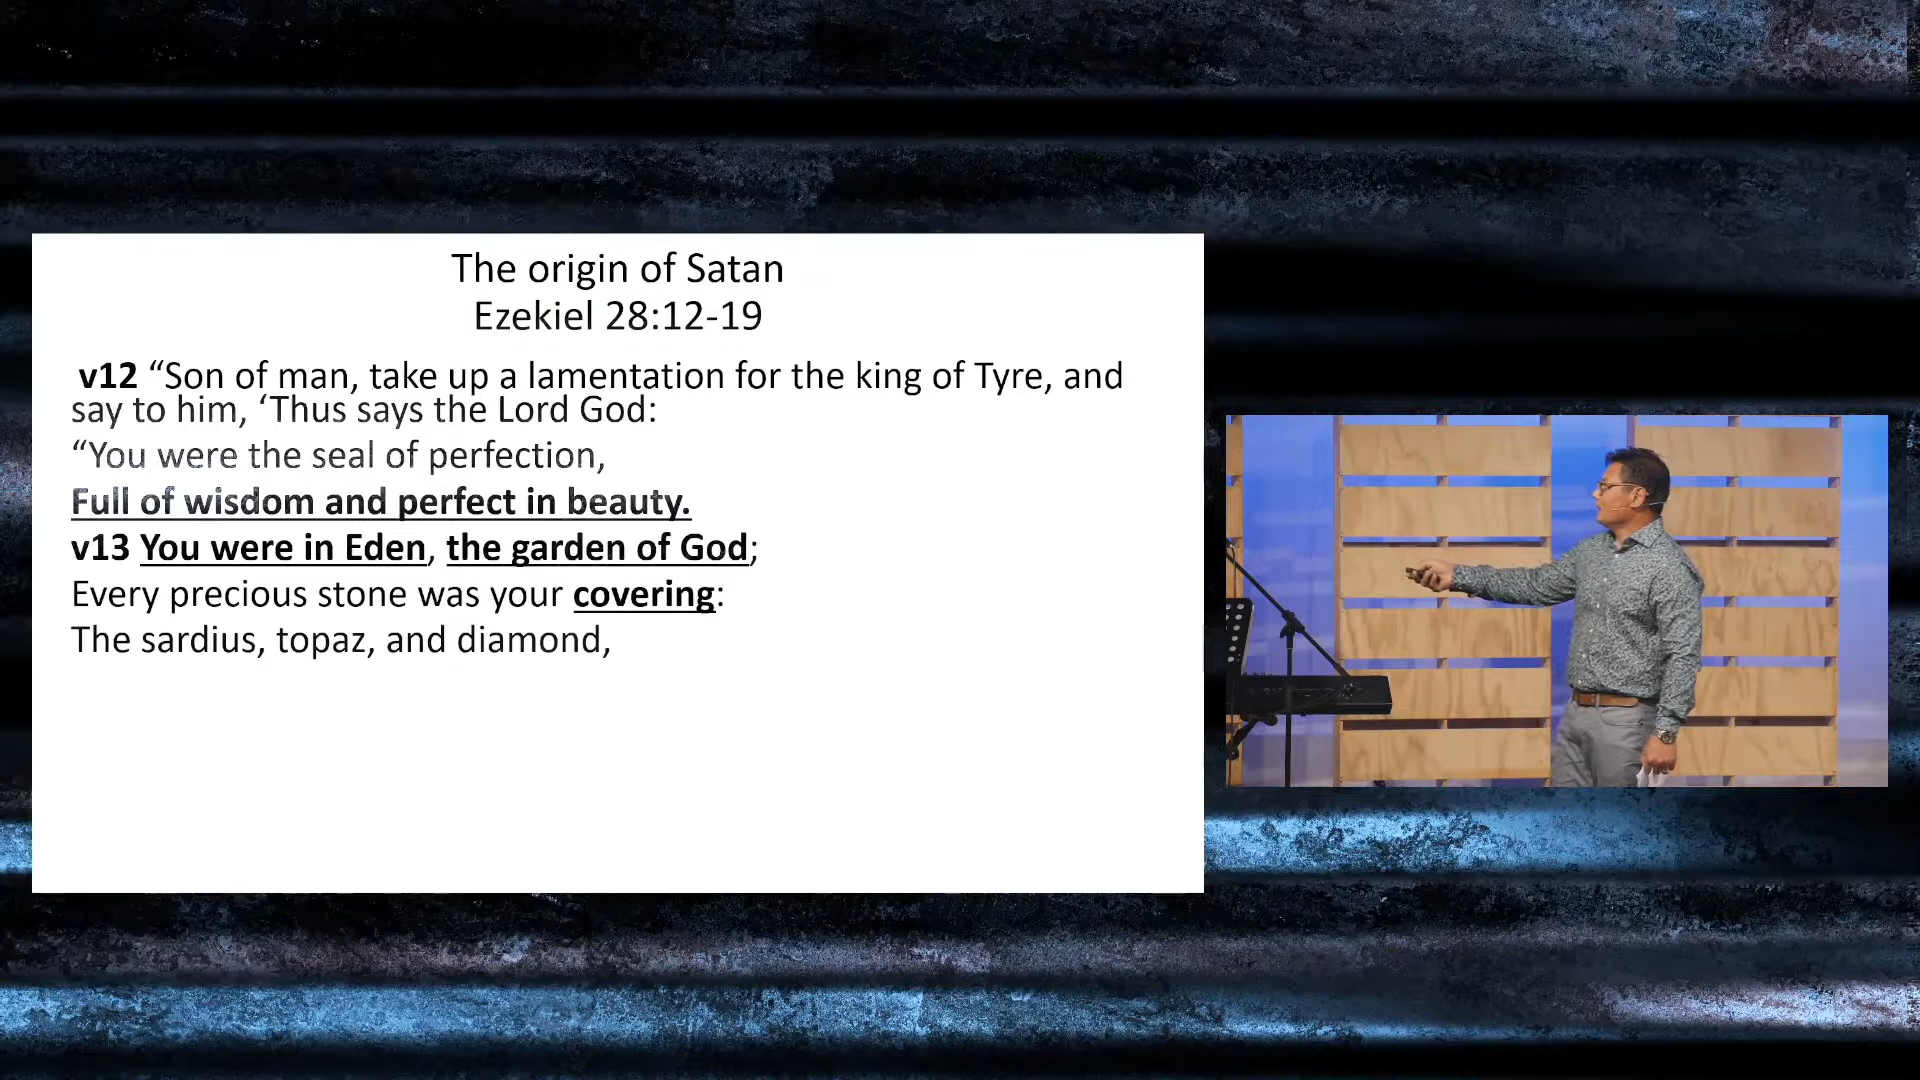 The origin of Satan
Ezekiel 28:12-19
v12 “Son of man, take up a lamentation for the king of Tyre, and
say to him, ‘Thus says the Lord God:
“You were the seal of perfection,
Full of wisdom and perfect in beauty.
v13 You were in Eden, the garden of God;
Every precious stone was your covering:
The sardius, topaz, and diamond,